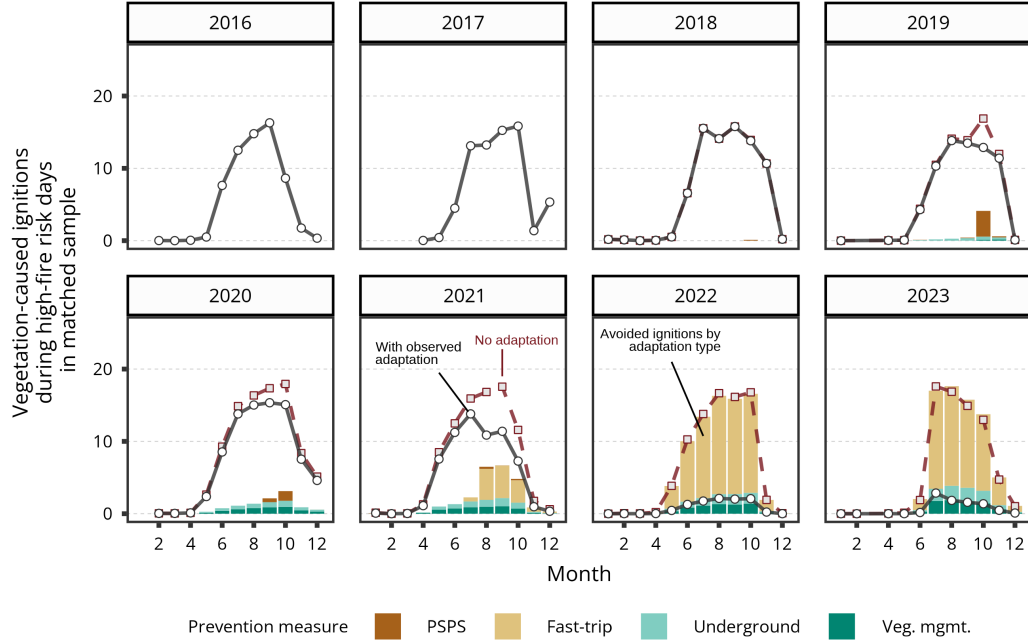 2016
2017
2018
2019
Vegetation-caused ignitions
during high-fire risk days
in matched sample
20
10
0
2020
2021
2022
2023
With observed
adaptation
No adaptation
Avoided ignitions by
adaptation type
20
10
0
2 4 6 8 10 12
2 4 6 8 10 12
2 4 6 8 10 12
2 4 6 8 10 12
Month
Prevention measure PSPS Fast-trip Underground Veg. mgmt.